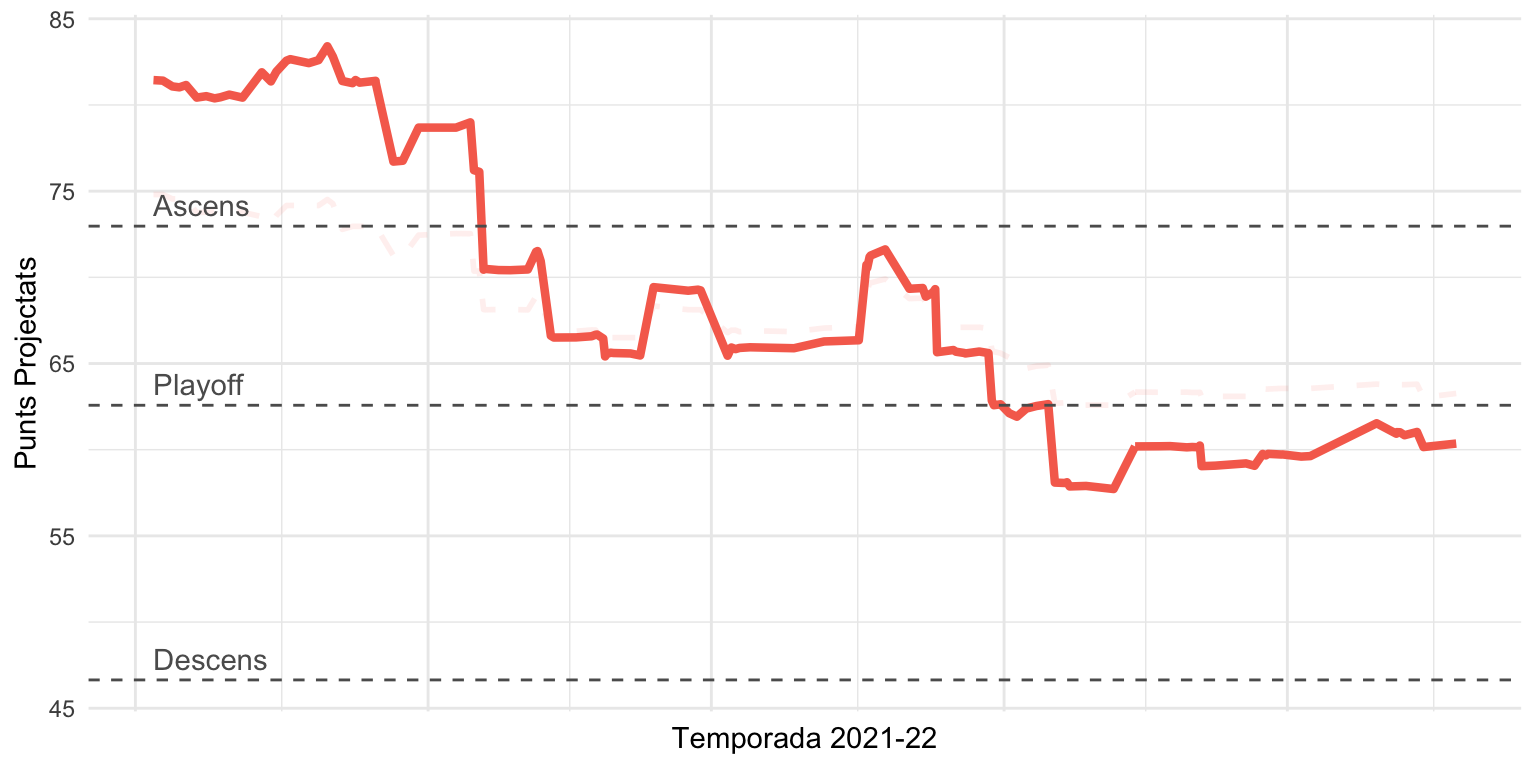 85
75
65
55
45
Punts Projectats
Ascens
Playoff
Descens
Temporada 2021-22